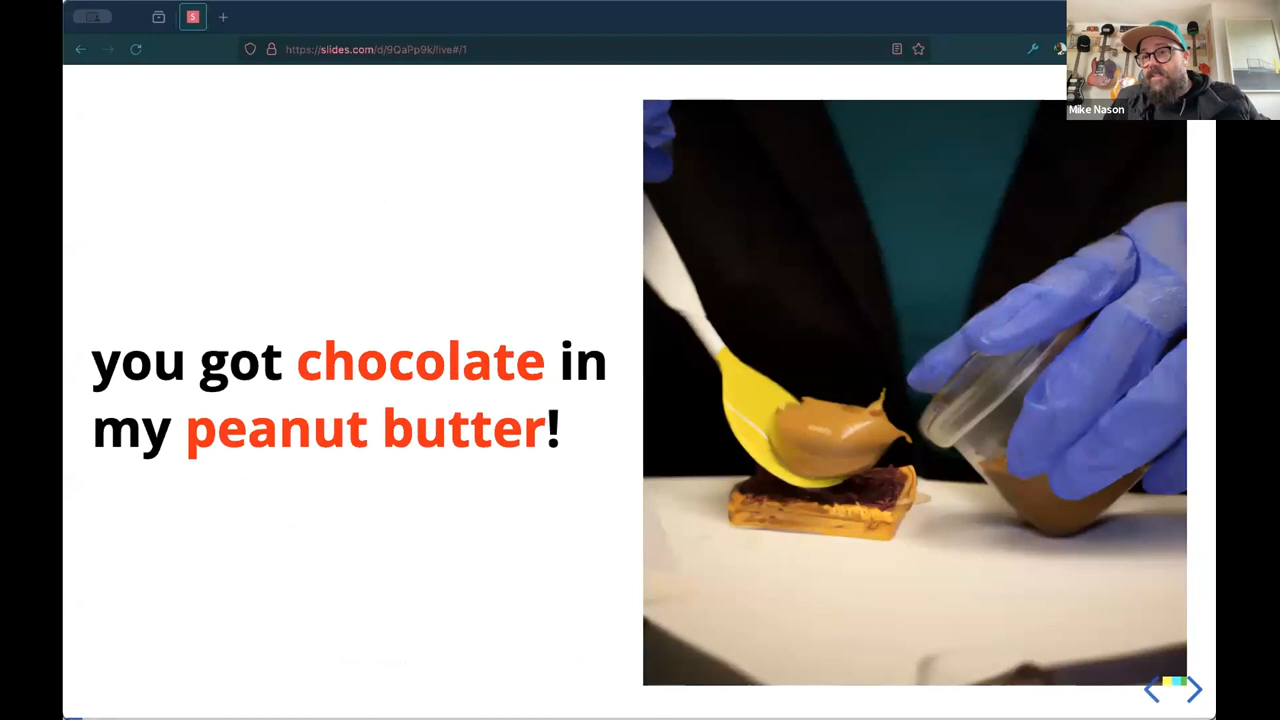 S
https://slides.com/d/9QaPp9k/live#/1
Mike Nason
you got chocolate in
my peanut butter!